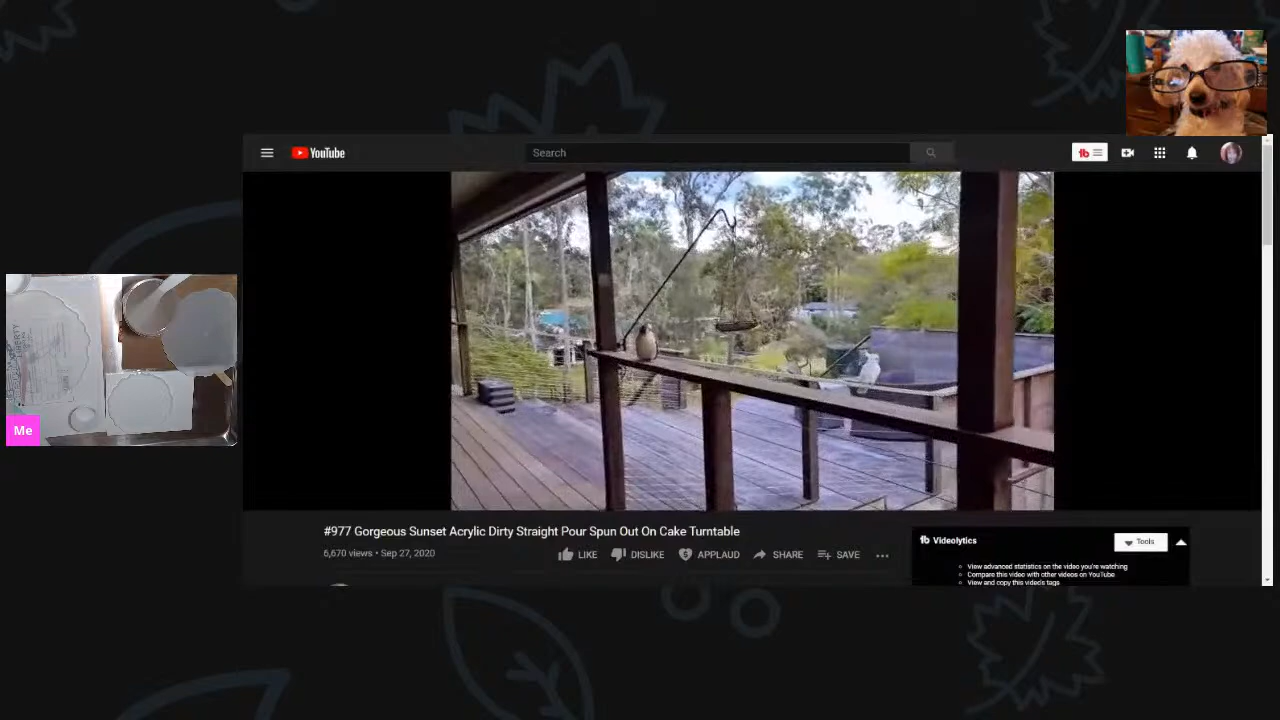 YouTube
Search
tb
#977 Gorgeous Sunset Acrylic Dirty Straight Pour Spun Out On Cake Turntable
6,670 views • Sep 27, 2020
LIKE
DISLIKE
APPLAUD
SHARE
SAVE
tb Videolytics
Tools
View advanced statistics on the video you're watching
Compare this video with other videos on YouTube
View and copy this video's tags
Me